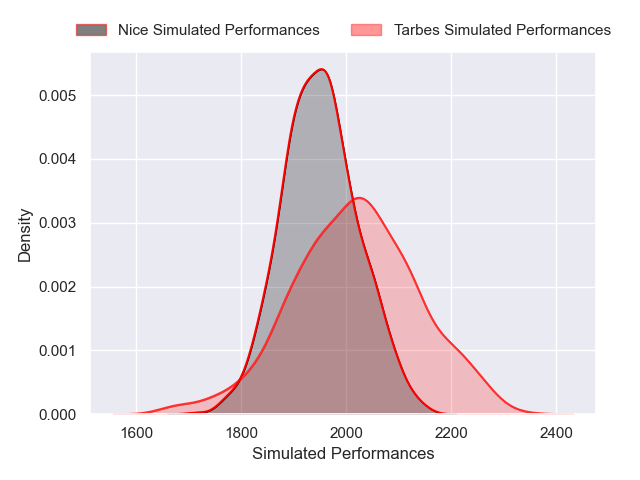 Nice Simulated Performances Tarbes Simulated Performances
0.005
0.004
0.003
0.002
0.001
0.000
Density
1600 1800 2000 2200 2400
Simulated Performances